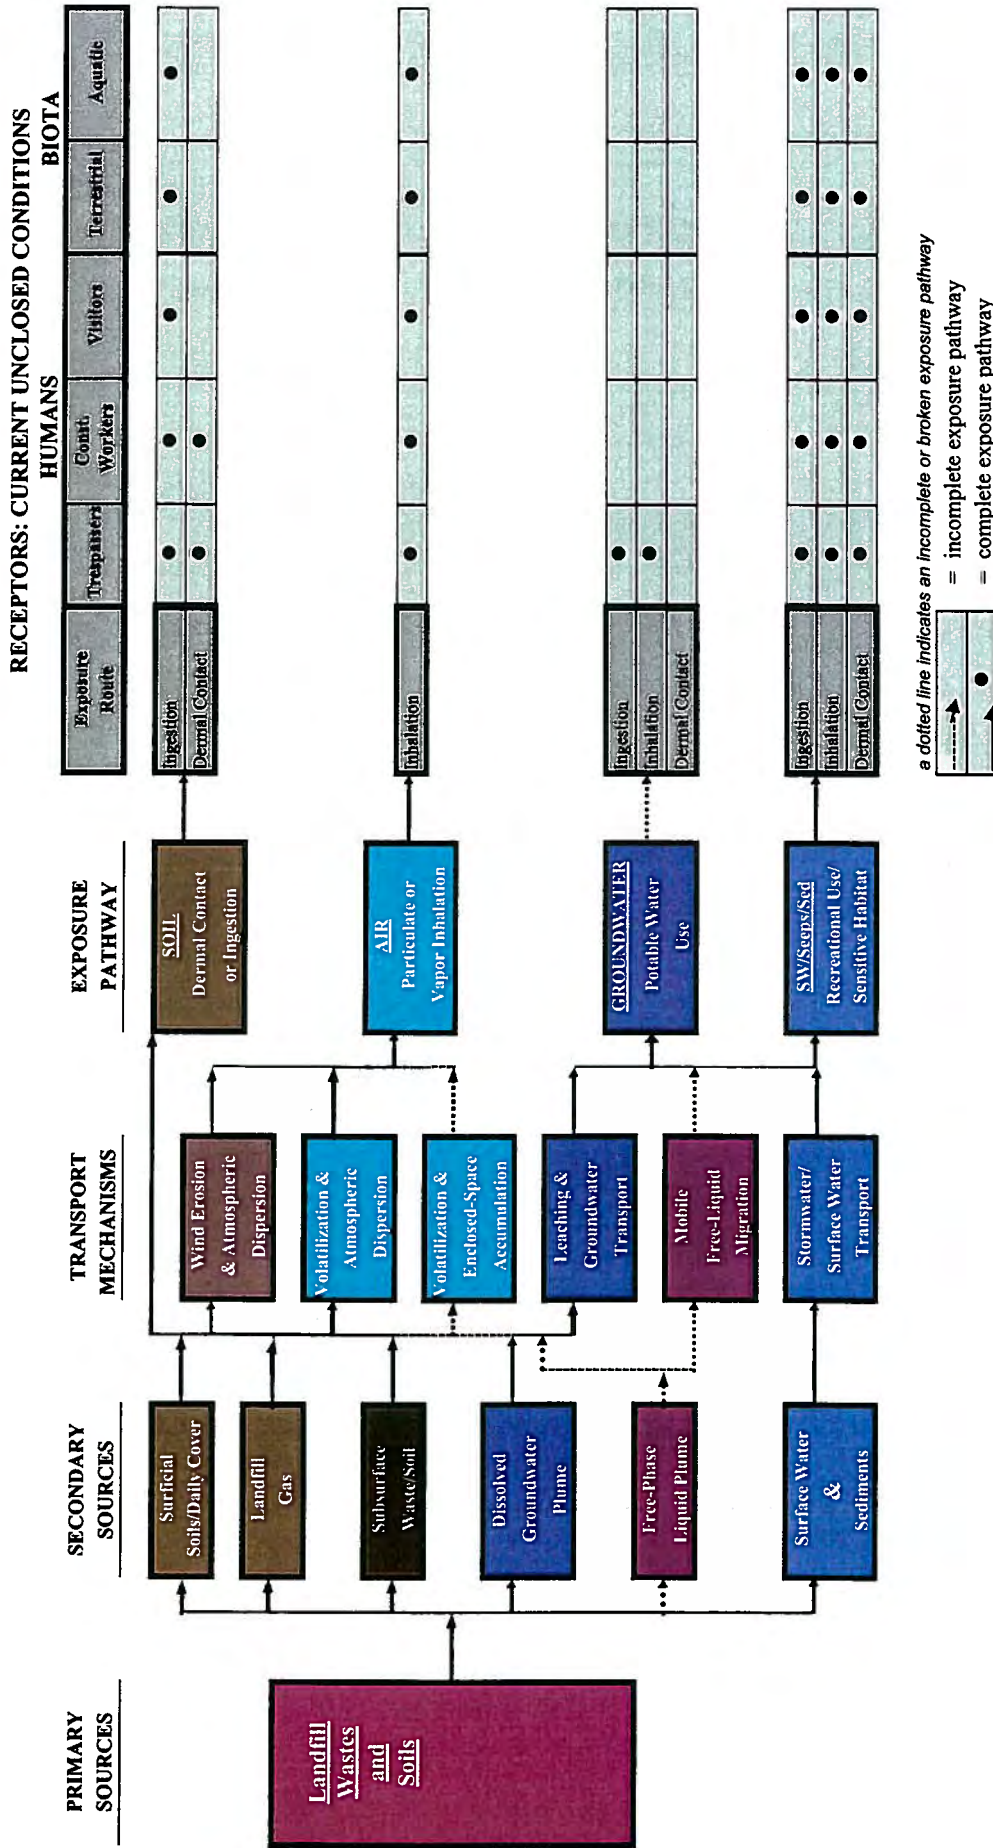 RECEPTORS: CURRENT UNCLOSED CONDITIONS
HUMANS
BIOTA
PRIMARY
SOURCES
SECONDARY
SOURCES
TRANSPORT
MECHANISMS
EXPOSURE
PATHWAY
Exposure
Route
Trespassers
Const.
Workers
Visitors
Terrestrial
Aquatic
Landfill
Wastes
and
Soils
Surficial
Soils/Daily Cover
Landfill
Gas
Subsurface
Waste/Soil
Dissolved
Groundwater
Plume
Free-Phase
Liquid Plume
Surface Water
&
Sediments
Wind Erosion
& Atmospheric
Dispersion
Volatilization &
Atmospheric
Dispersion
Volatilization &
Enclosed-Space
Accumulation
Leaching &
Groundwater
Transport
Mobile
Free-Liquid
Migration
Stormwater/
Surface Water
Transport
SOIL
Dermal Contact
or Ingestion
AIR
Particulate or
Vapor Inhalation
GROUNDWATER
Potable Water
Use
SW/Seeps/Sed
Recreational Use/
Sensitive Habitat
Ingestion
Dermal Contact
Inhalation
Ingestion
Inhalation
Dermal Contact
Ingestion
Inhalation
Dermal Contact
a dotted line indicates an incomplete or broken exposure pathway
= incomplete exposure pathway
= complete exposure pathway